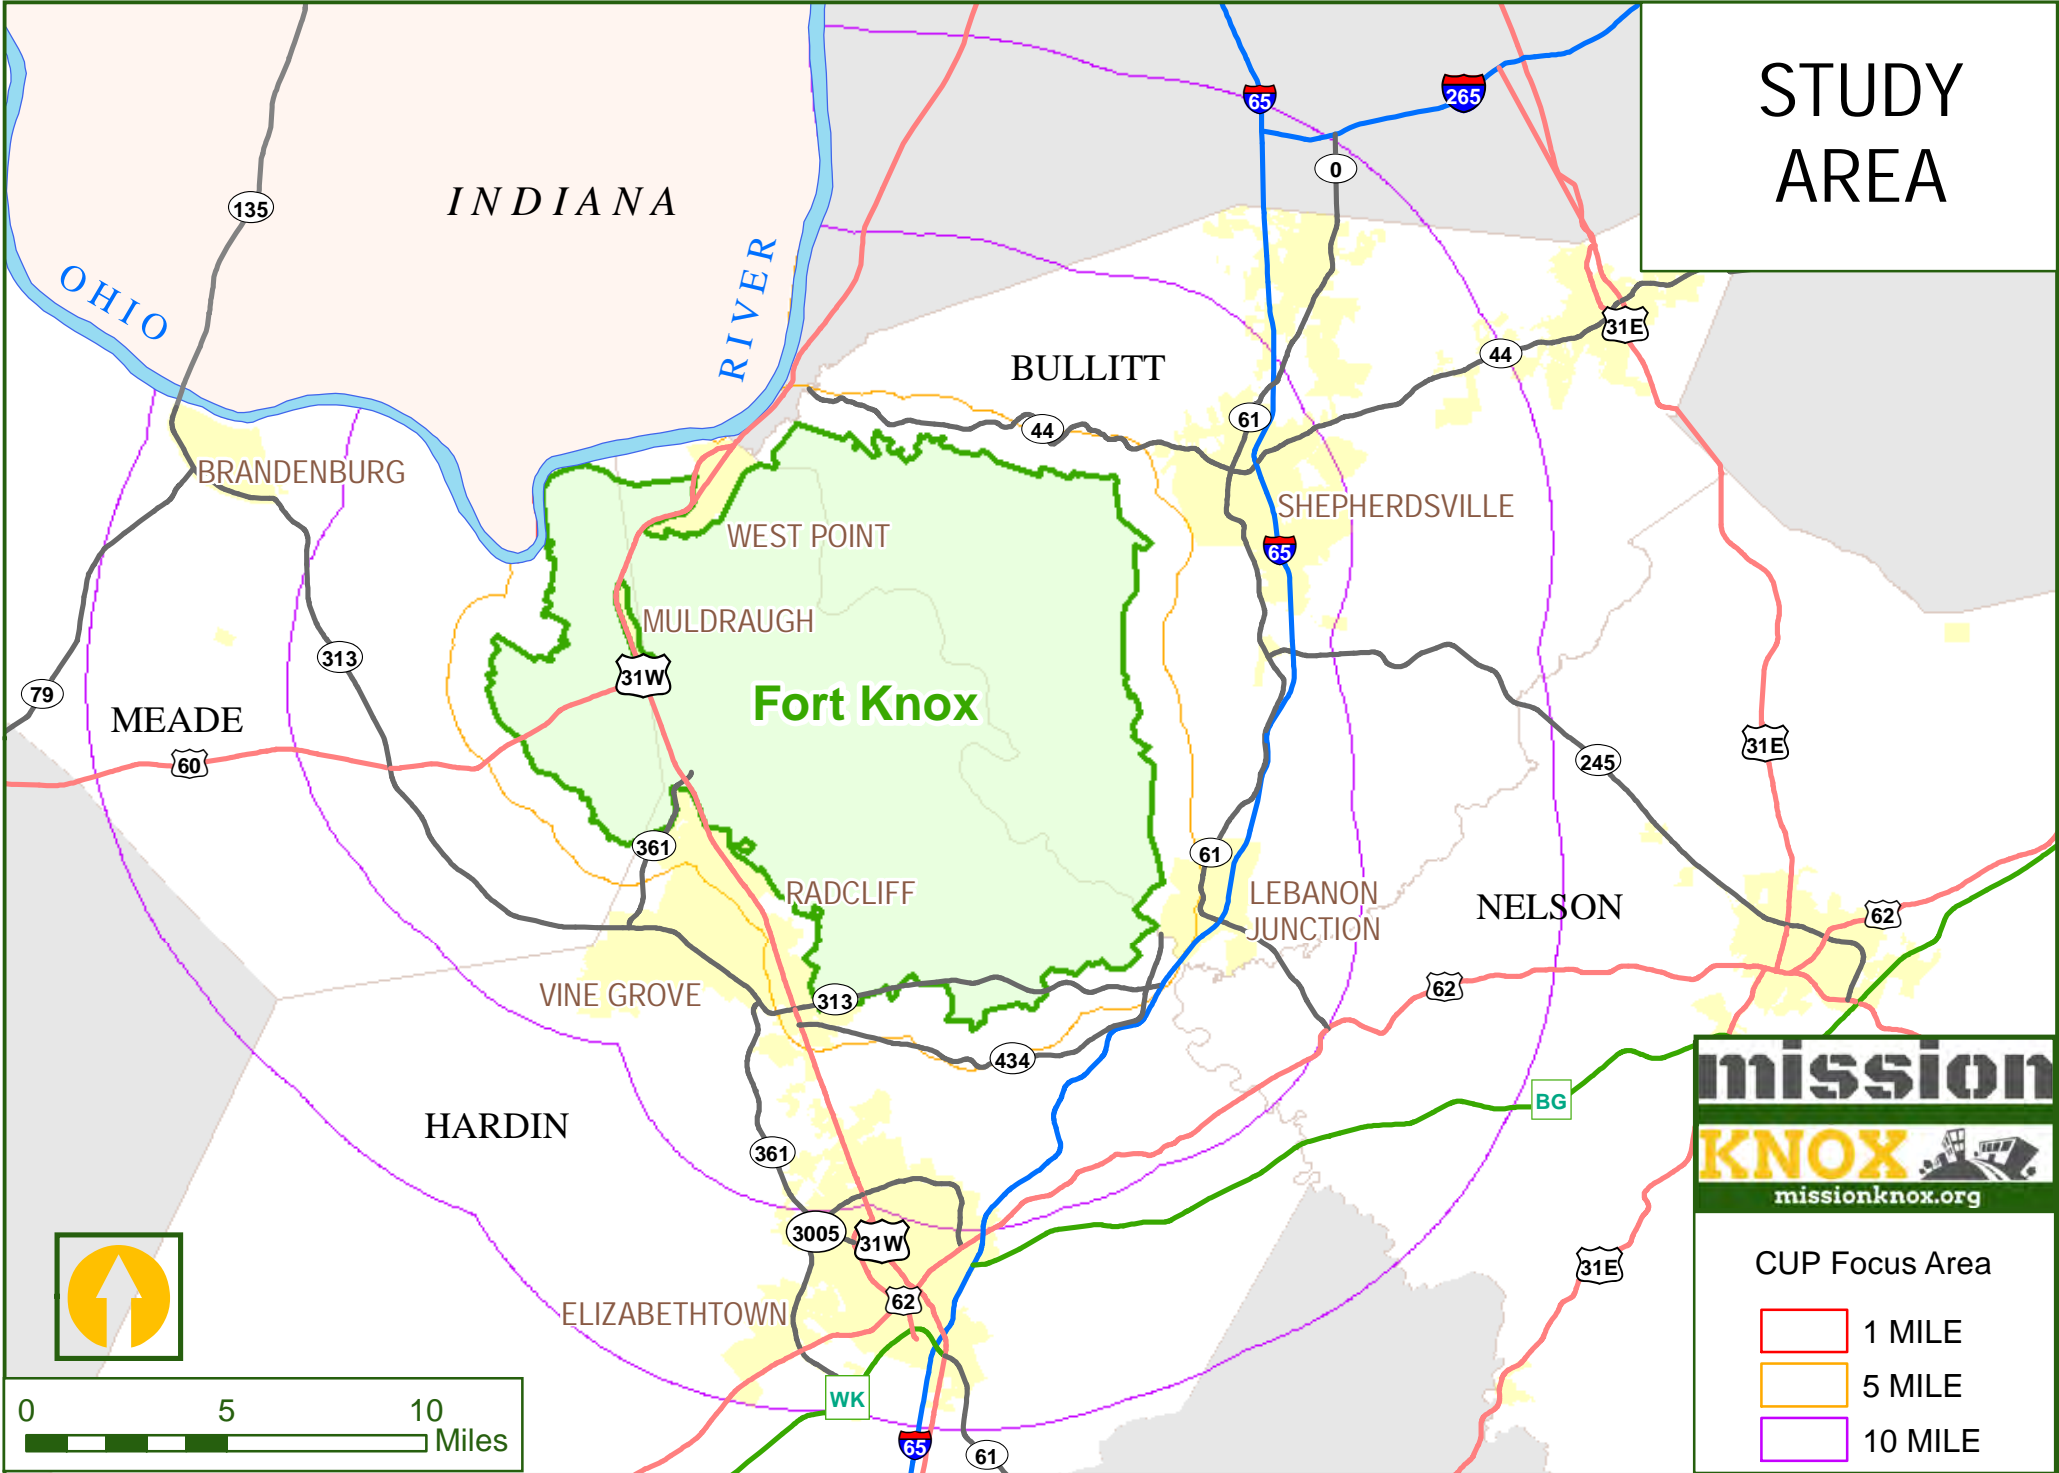 STUDY
AREA
65
265
0
135
INDIANA
OHIO
RIVER
31E
44
BULLITT
61
44
BRANDENBURG
SHEPHERDSVILLE
WEST POINT
65
MULDRAUGH
313
31W
79
Fort Knox
MEADE
60
31E
245
361
61
RADCLIFF
LEBANON
JUNCTION
NELSON
62
VINE GROVE
313
62
434
mission
BG
HARDIN
361
KNOX
missionknox.org
3005
31W
CUP Focus Area
31E
62
ELIZABETHTOWN
1 MILE
5 MILE
WK
0 5 10
Miles
10 MILE
65
61